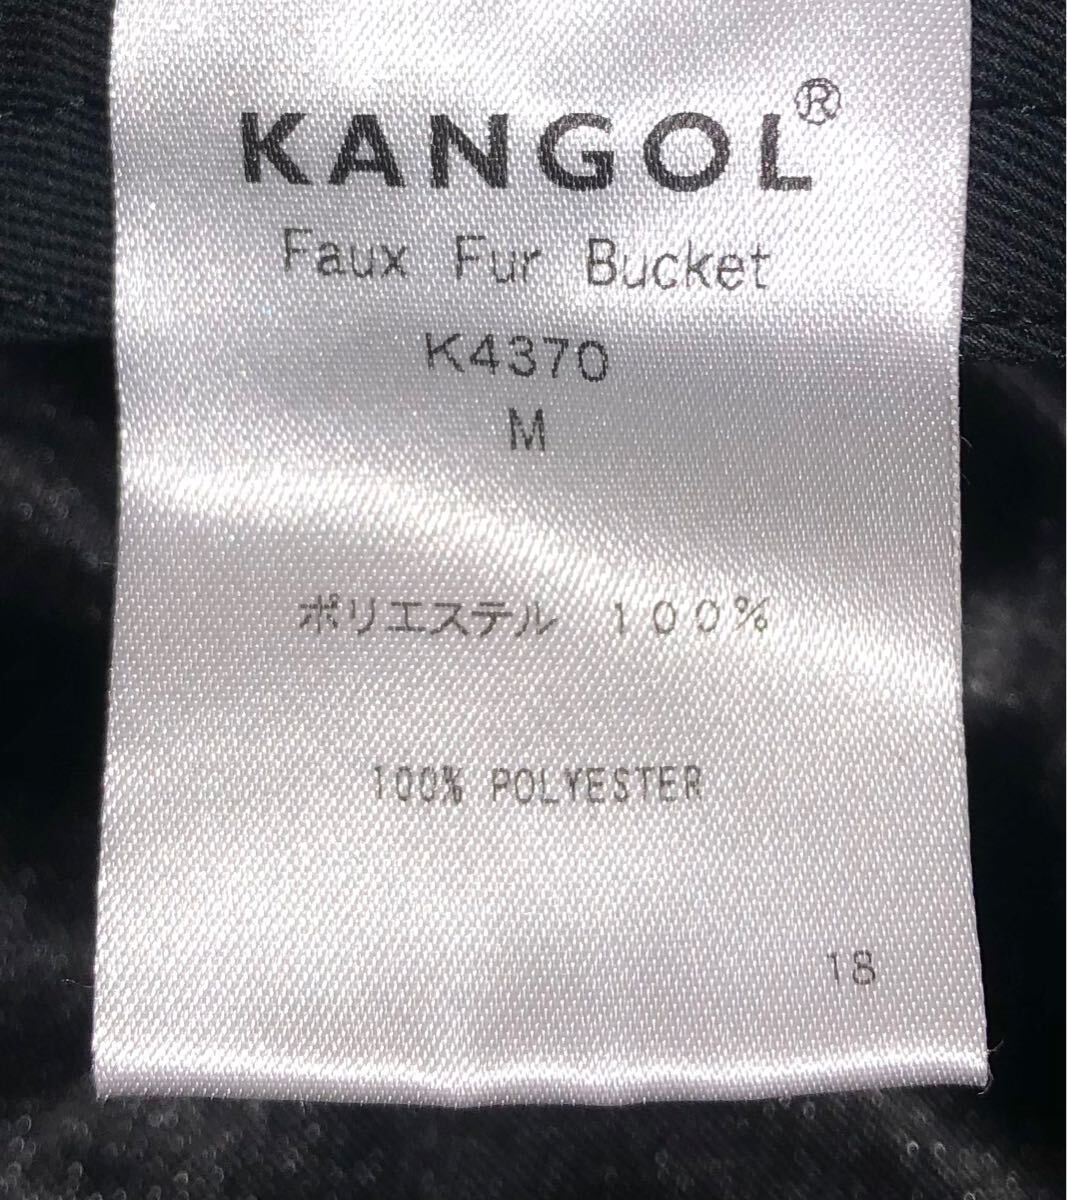 KANGOL®
Faux Fur Bucket
K4370
M
ポリエステル 100%
100% POLYESTER
18